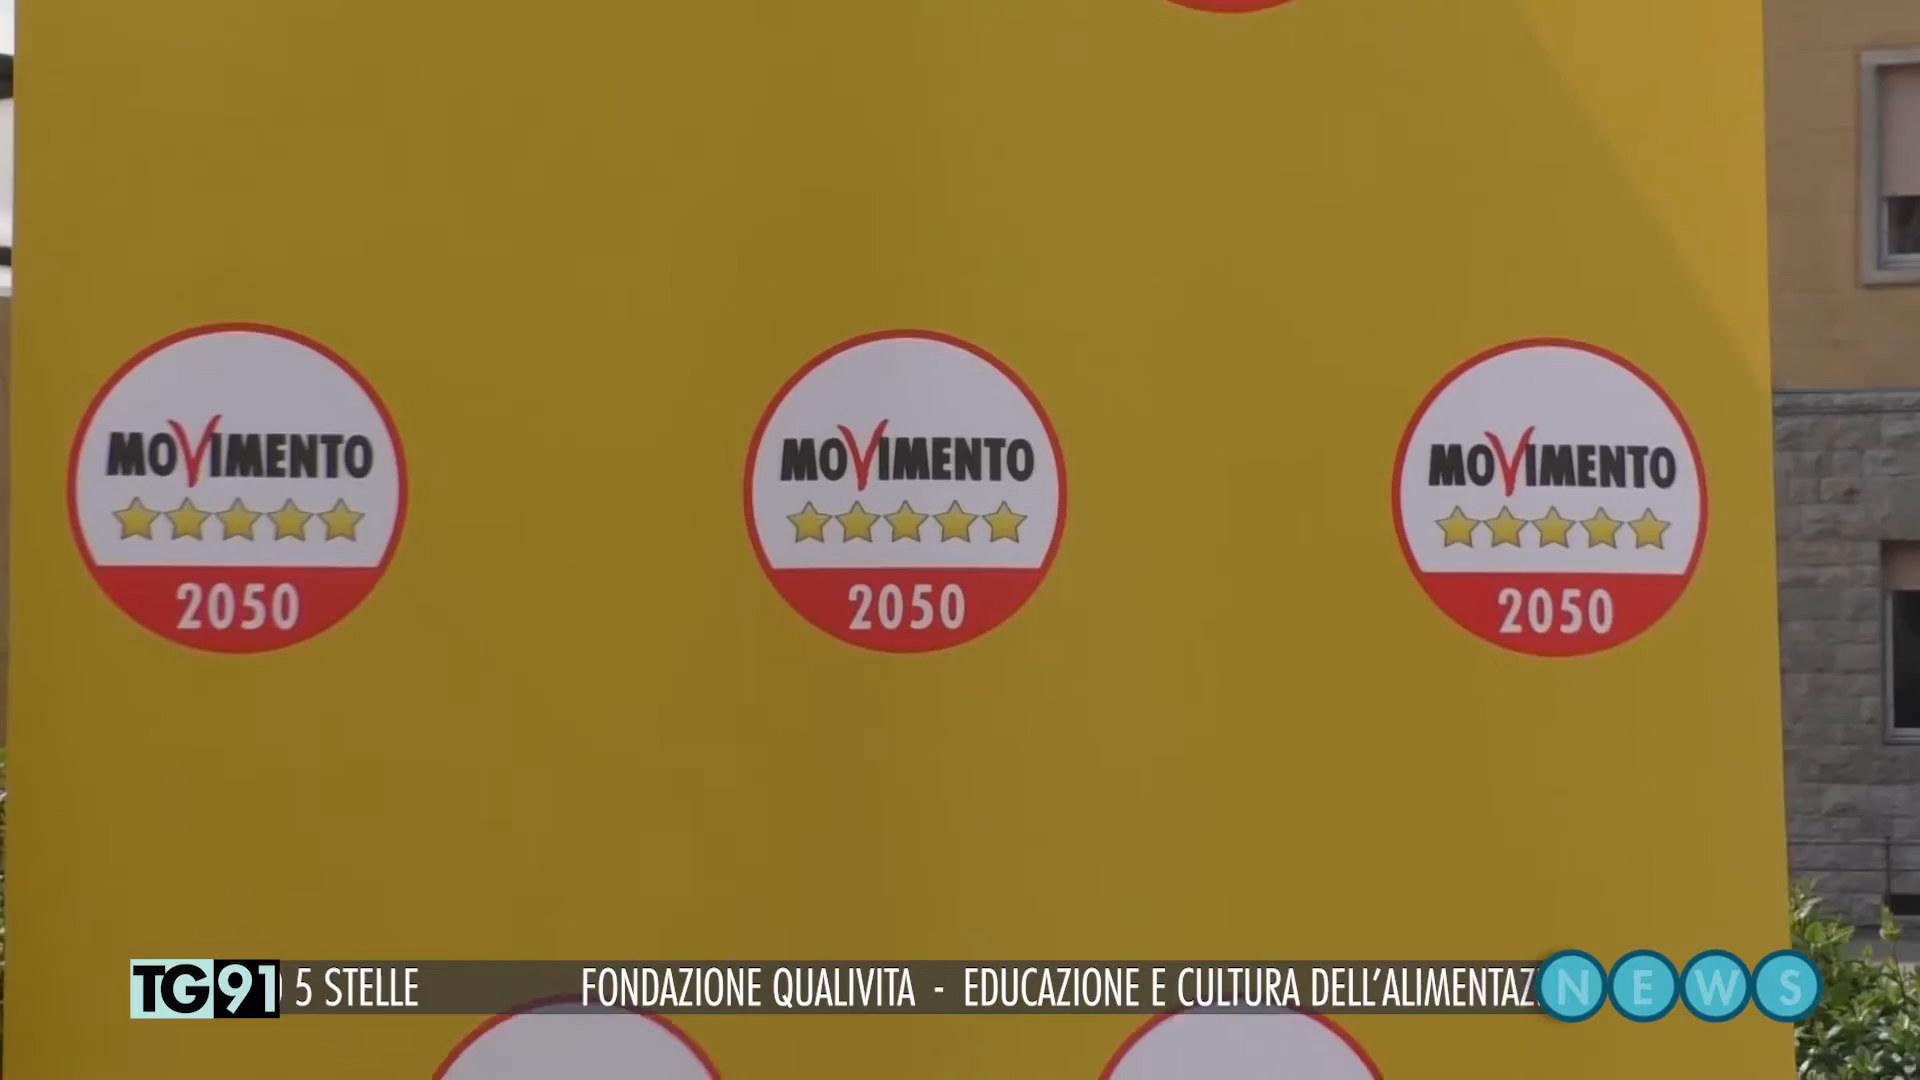 MOVIMENTO
2050
MOVIMENTO
2050
MOVIMENTO
2050
TG91 5 STELLE FONDAZIONE QUALIVITA - EDUCAZIONE E CULTURA DELL'ALIMENTAZ NEWS